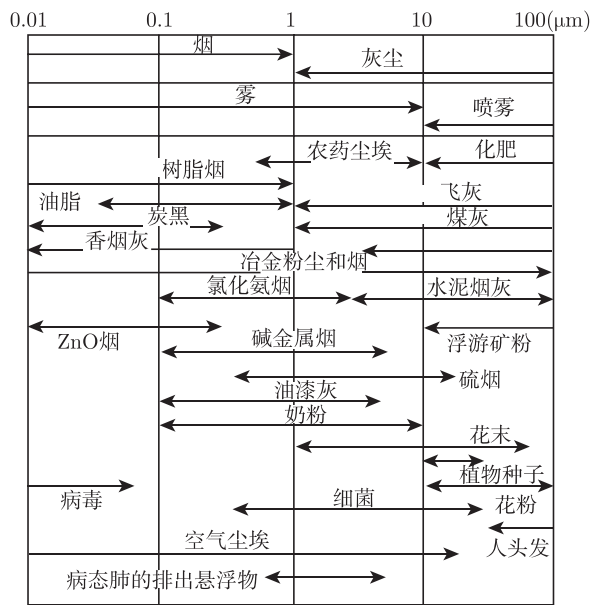 0.01 0.1 1 10 100(μm)
烟
灰尘
雾
喷雾
农药尘埃
化肥
树脂烟
飞灰
油脂
炭黑
煤灰
香烟灰
冶金粉尘和烟
氯化氨烟
水泥烟灰
ZnO烟
碱金属烟
浮游矿粉
硫烟
油漆灰
奶粉
花末
植物种子
病毒
细菌
花粉
空气尘埃
人头发
病态肺的排出悬浮物